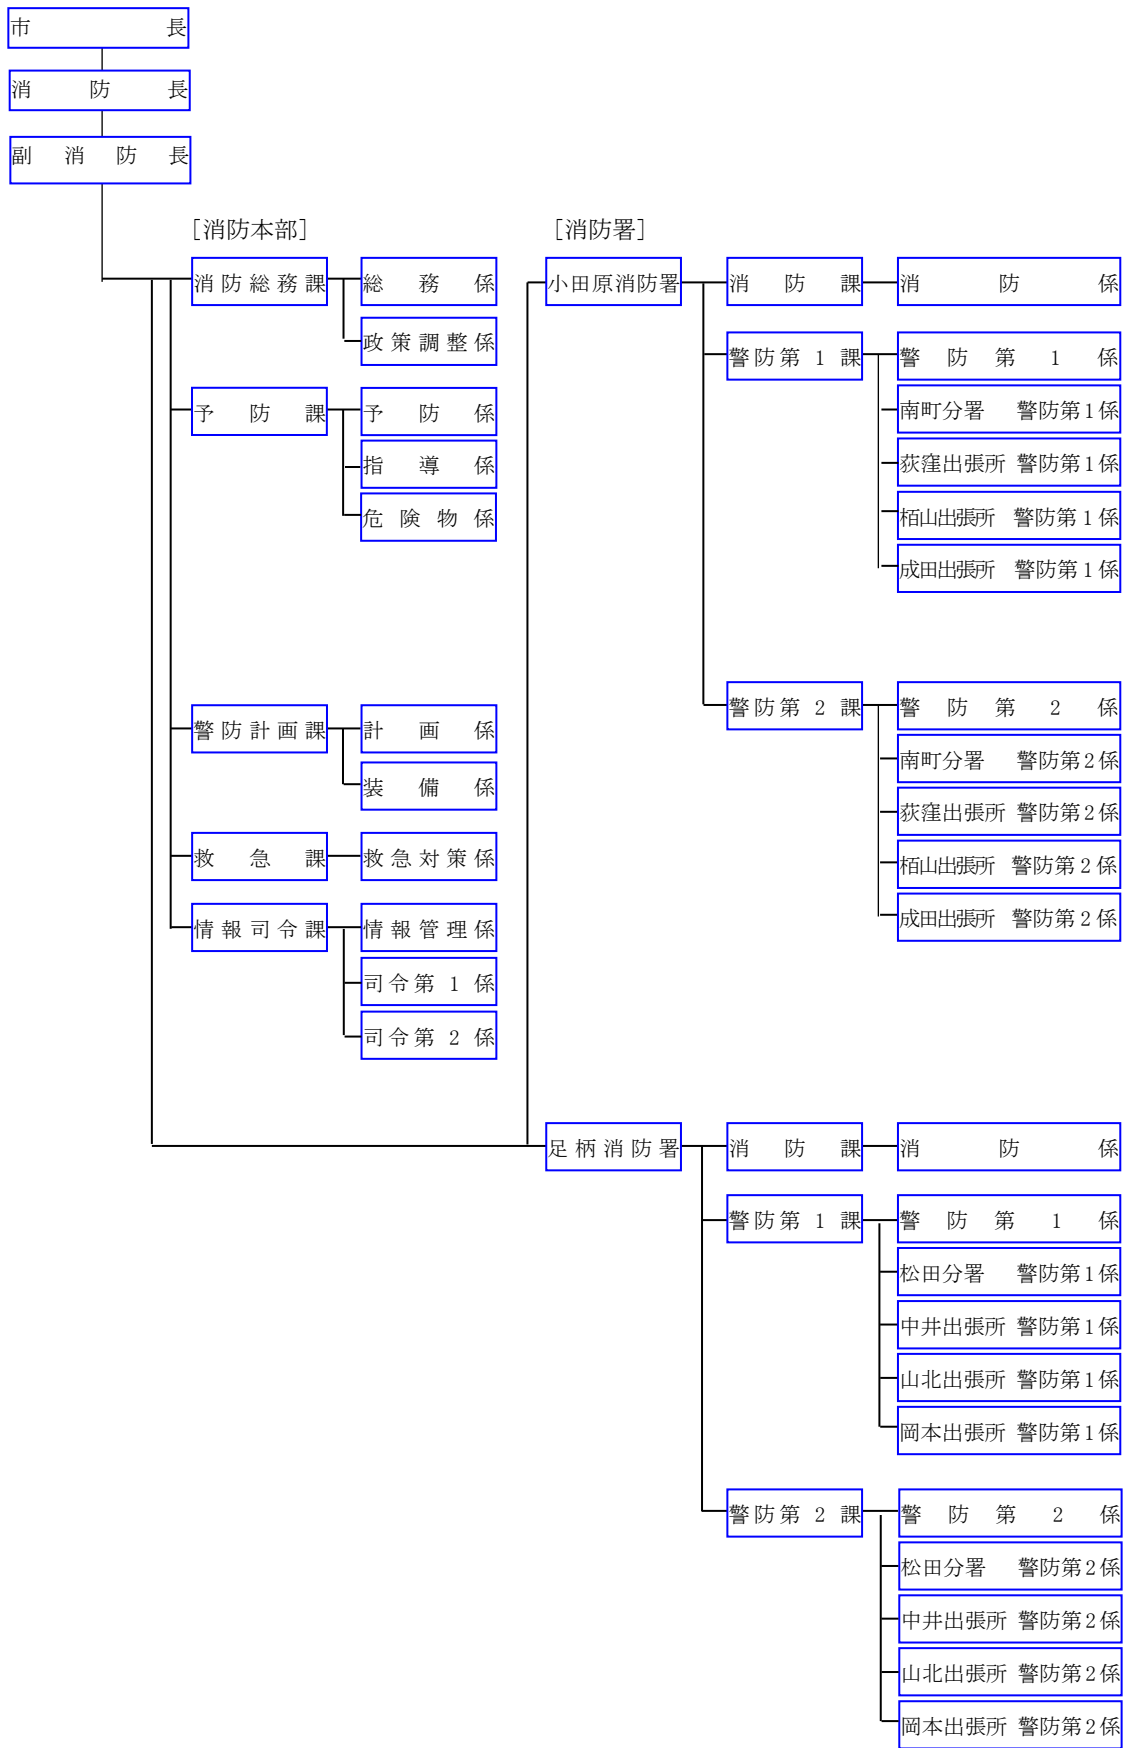 市長
消防長
副消防長
［消防本部］
消防総務課
総務係
政策調整係
予防課
予防係
指導係
危険物係
警防計画課
計画係
装備係
救急課
救急対策係
情報司令課
情報管理係
司令第1係
司令第2係
［消防署］
小田原消防署
消防課
消防係
警防第1課
警防第1係
南町分署 警防第1係
荻窪出張所 警防第1係
栢山出張所 警防第1係
成田出張所 警防第1係
警防第2課
警防第2係
南町分署 警防第2係
荻窪出張所 警防第2係
栢山出張所 警防第2係
成田出張所 警防第2係
足柄消防署
消防課
消防係
警防第1課
警防第1係
松田分署 警防第1係
中井出張所 警防第1係
山北出張所 警防第1係
岡本出張所 警防第1係
警防第2課
警防第2係
松田分署 警防第2係
中井出張所 警防第2係
山北出張所 警防第2係
岡本出張所 警防第2係